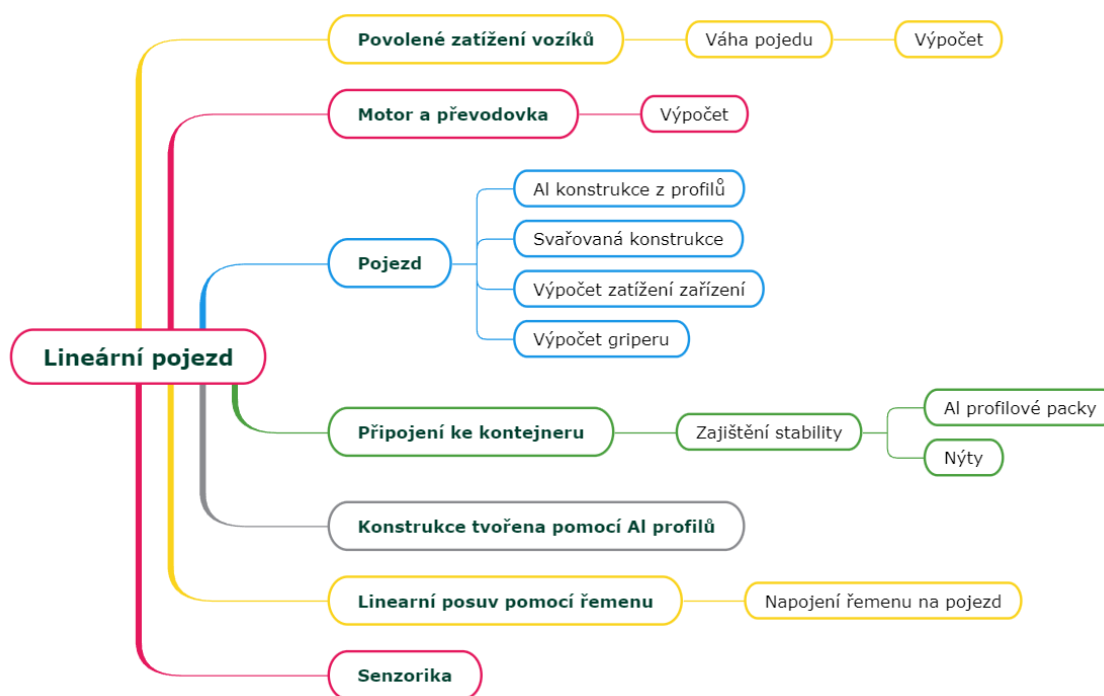 Povolené zatížení vozíků
Váha pojedu
Výpočet
Motor a převodovka
Výpočet
Pojezd
Al konstrukce z profilů
Svařovaná konstrukce
Výpočet zatížení zařízení
Výpočet griperu
Lineární pojezd
Připojení ke kontejneru
Zajištění stability
Al profilové packy
Nýty
Konstrukce tvořena pomocí Al profilů
Linearní posuv pomocí řemenu
Napojení řemenu na pojezd
Senzorika